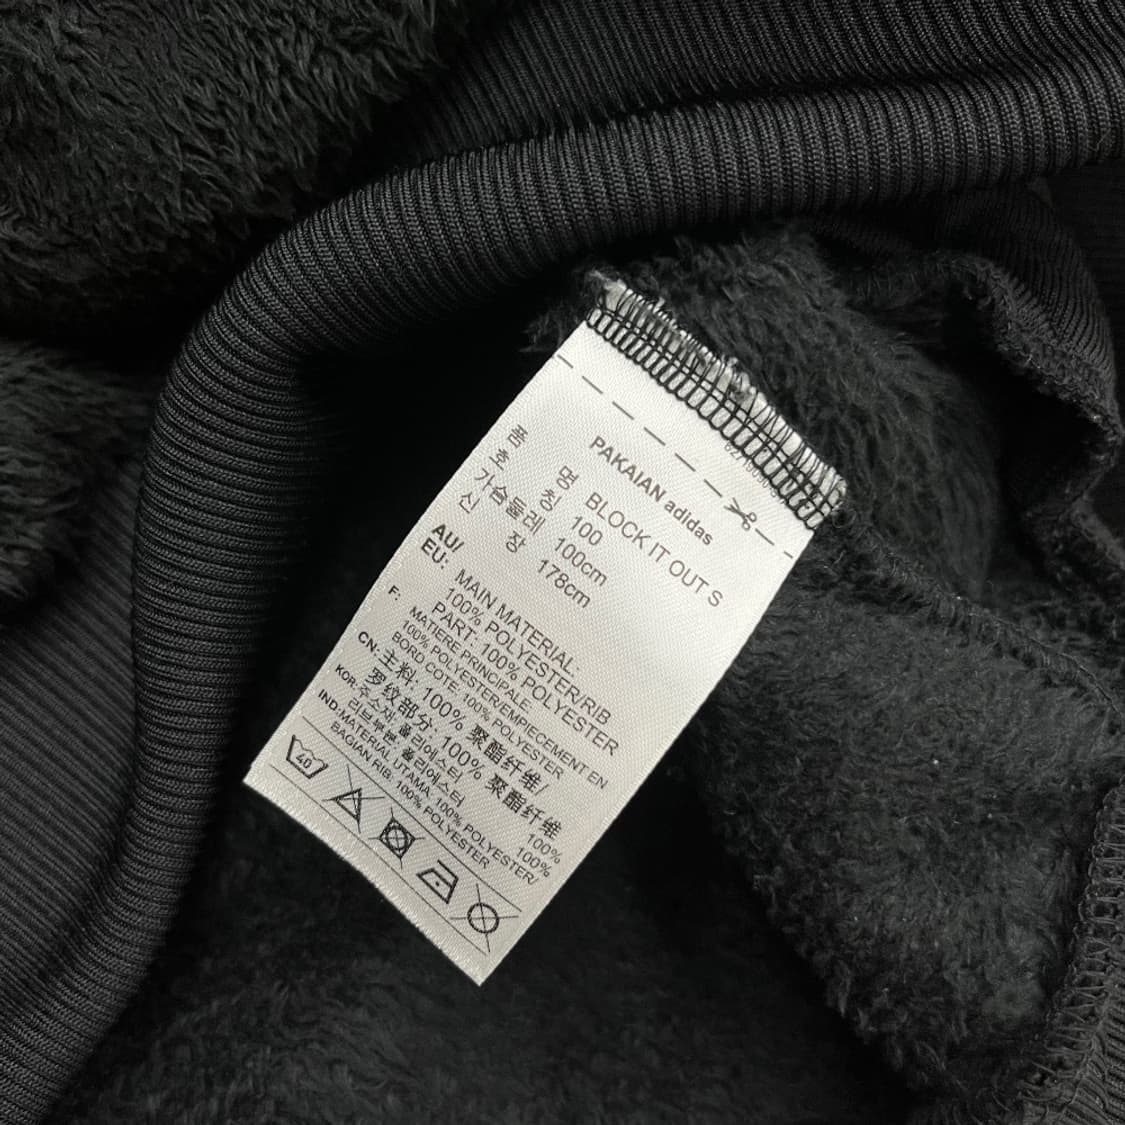 PAKAIAN adidas
품 명 BLOCK IT OUT S
호 칭 100
가슴둘레 100cm
신 장 178cm
AU/ MAIN MATERIAL:
EU: 100% POLYESTER/RIB
PART: 100% POLYESTER
F: MATIERE PRINCIPALE:
100% POLYESTER/EMPIECEMENT EN
BORD COTE: 100% POLYESTER
CN: 主料: 100% 聚酯纤维/
罗纹部分: 100% 聚酯纤维
KOR: 주소재: 폴리에스터 100%
리브부분: 폴리에스터 100%
IND: MATERIAL UTAMA: 100% POLYESTER/
BAGIAN RIB: 100% POLYESTER
40